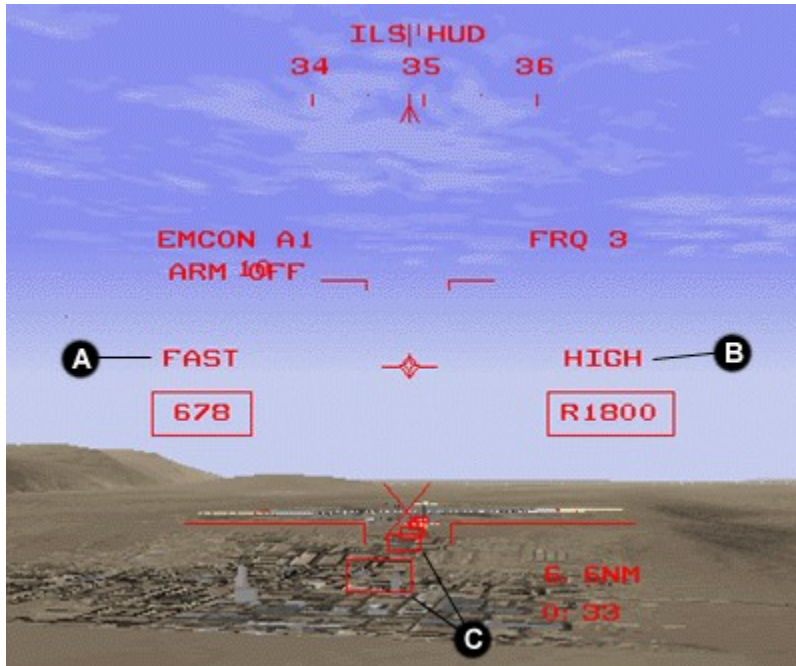 ILS HUD
34 35 36
EMCON A1 FRQ 3
ARM OFF
10
A FAST HIGH B
678 R1800
6. 6NM
0: 33
C